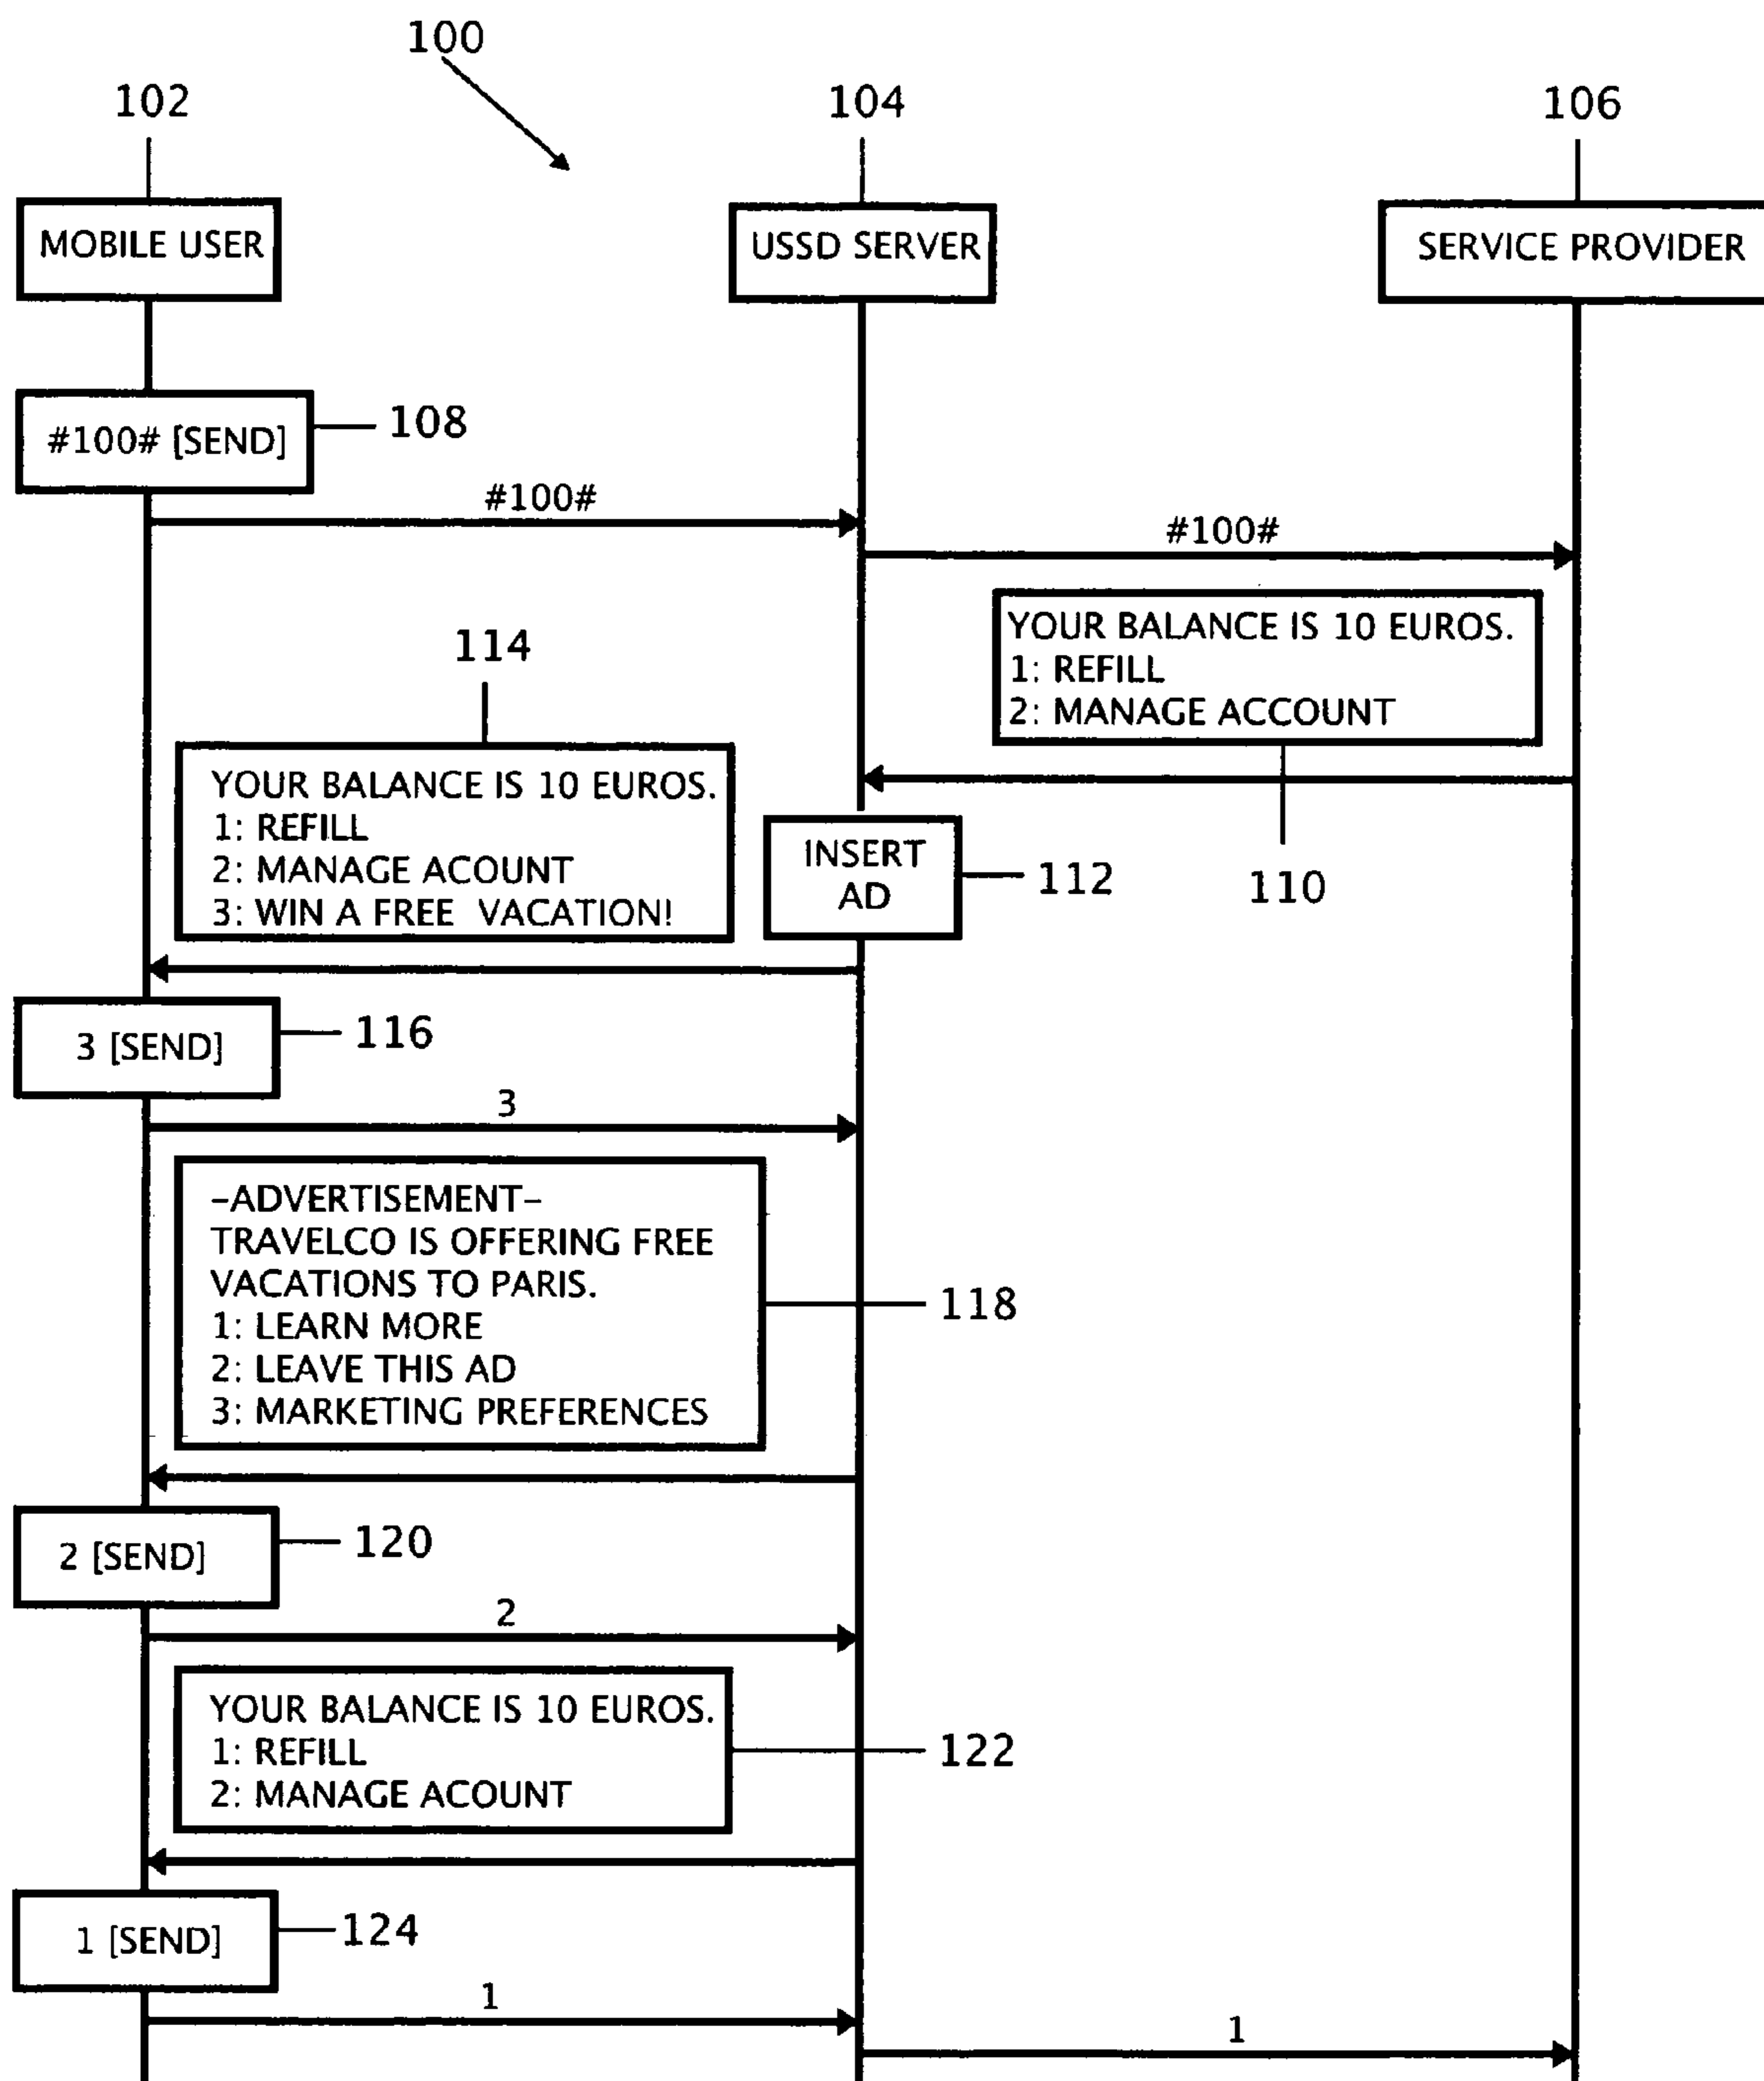 100
102
104
106
MOBILE USER
USSD SERVER
SERVICE PROVIDER
#100# [SEND]
108
#100#
#100#
YOUR BALANCE IS 10 EUROS.
1: REFILL
2: MANAGE ACCOUNT
110
114
YOUR BALANCE IS 10 EUROS.
1: REFILL
2: MANAGE ACOUNT
3: WIN A FREE VACATION!
INSERT
AD
112
3 [SEND]
116
3
-ADVERTISEMENT-
TRAVELCO IS OFFERING FREE
VACATIONS TO PARIS.
1: LEARN MORE
2: LEAVE THIS AD
3: MARKETING PREFERENCES
118
2 [SEND]
120
2
YOUR BALANCE IS 10 EUROS.
1: REFILL
2: MANAGE ACOUNT
122
1 [SEND]
124
1
1